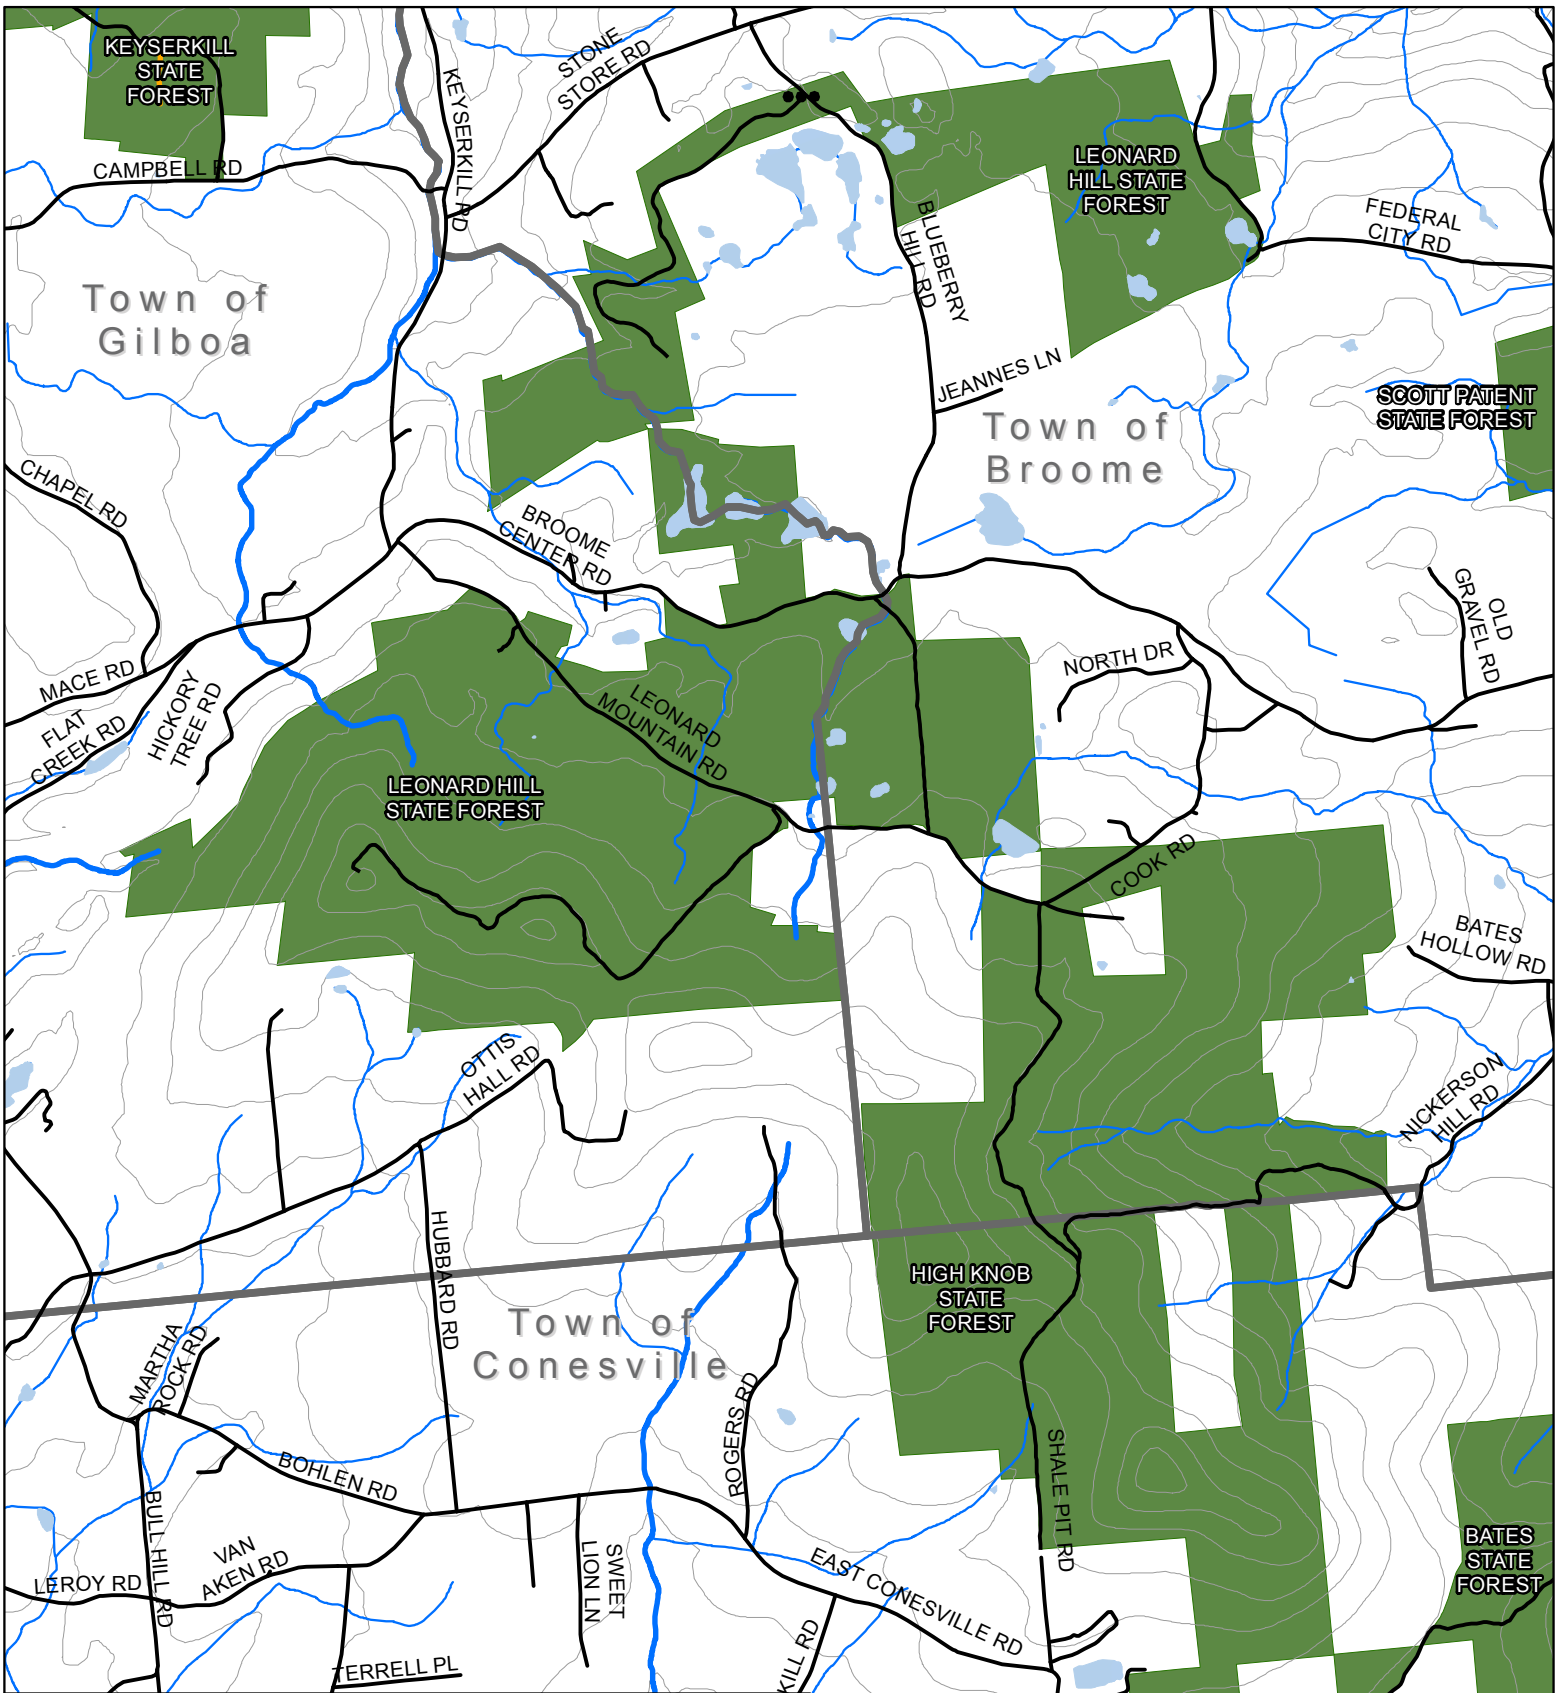 KEYSERKILL
STATE
FOREST
STONE
STORE RD
KEYSERKILL RD
CAMPBELL RD
LEONARD
HILL STATE
FOREST
BLUEBERRY
HILL RD
FEDERAL
CITY RD
Town of
Gilboa
JEANNES LN
SCOTT PATENT
STATE FOREST
Town of
Broome
CHAPEL RD
BROOME
CENTER RD
OLD
GRAVEL RD
NORTH DR
MACE RD
FLAT
CREEK RD
HICKORY
TREE RD
LEONARD
MOUNTAIN RD
LEONARD HILL
STATE FOREST
COOK RD
BATES
HOLLOW RD
OTTIS
HALL RD
NICKERSON
HILL RD
HUBBARD RD
HIGH KNOB
STATE
FOREST
Town of
Conesville
MARTHA
ROCK RD
ROGERS RD
SHALE PIT RD
BOHLEN RD
BULL HILL RD
VAN
AKEN RD
LEROY RD
SWEET
LION LN
EAST CONESVILLE RD
BATES
STATE
FOREST
KILL RD
TERRELL PL